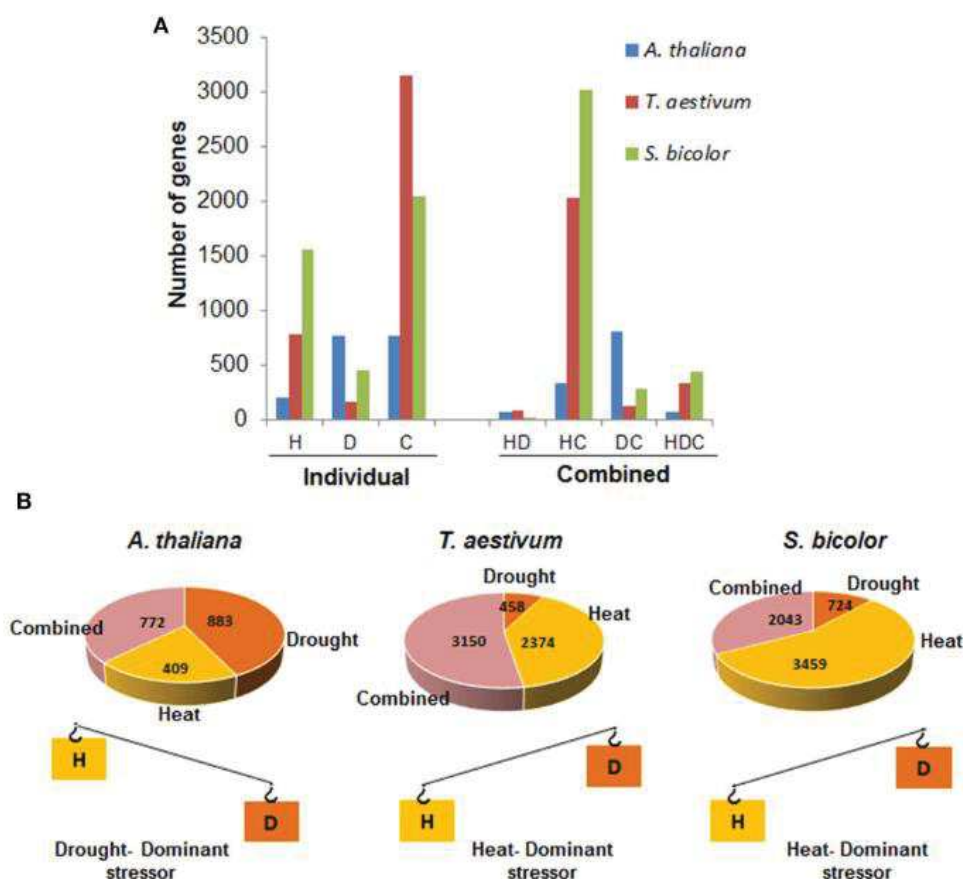 A
3500
3000
2500
2000
1500
1000
500
0
Number of genes
A. thaliana
T. aestivum
S. bicolor
H D C HD HC DC HDC
Individual Combined
B
A. thaliana T. aestivum S. bicolor
Combined 772 883 Drought
409
Heat
Drought
458
Heat
3150 2374
Combined
Combined Drought
2043 724
Heat
3459
H
D
Drought- Dominant
stressor
D
H
Heat- Dominant
stressor
D
H
Heat- Dominant
stressor